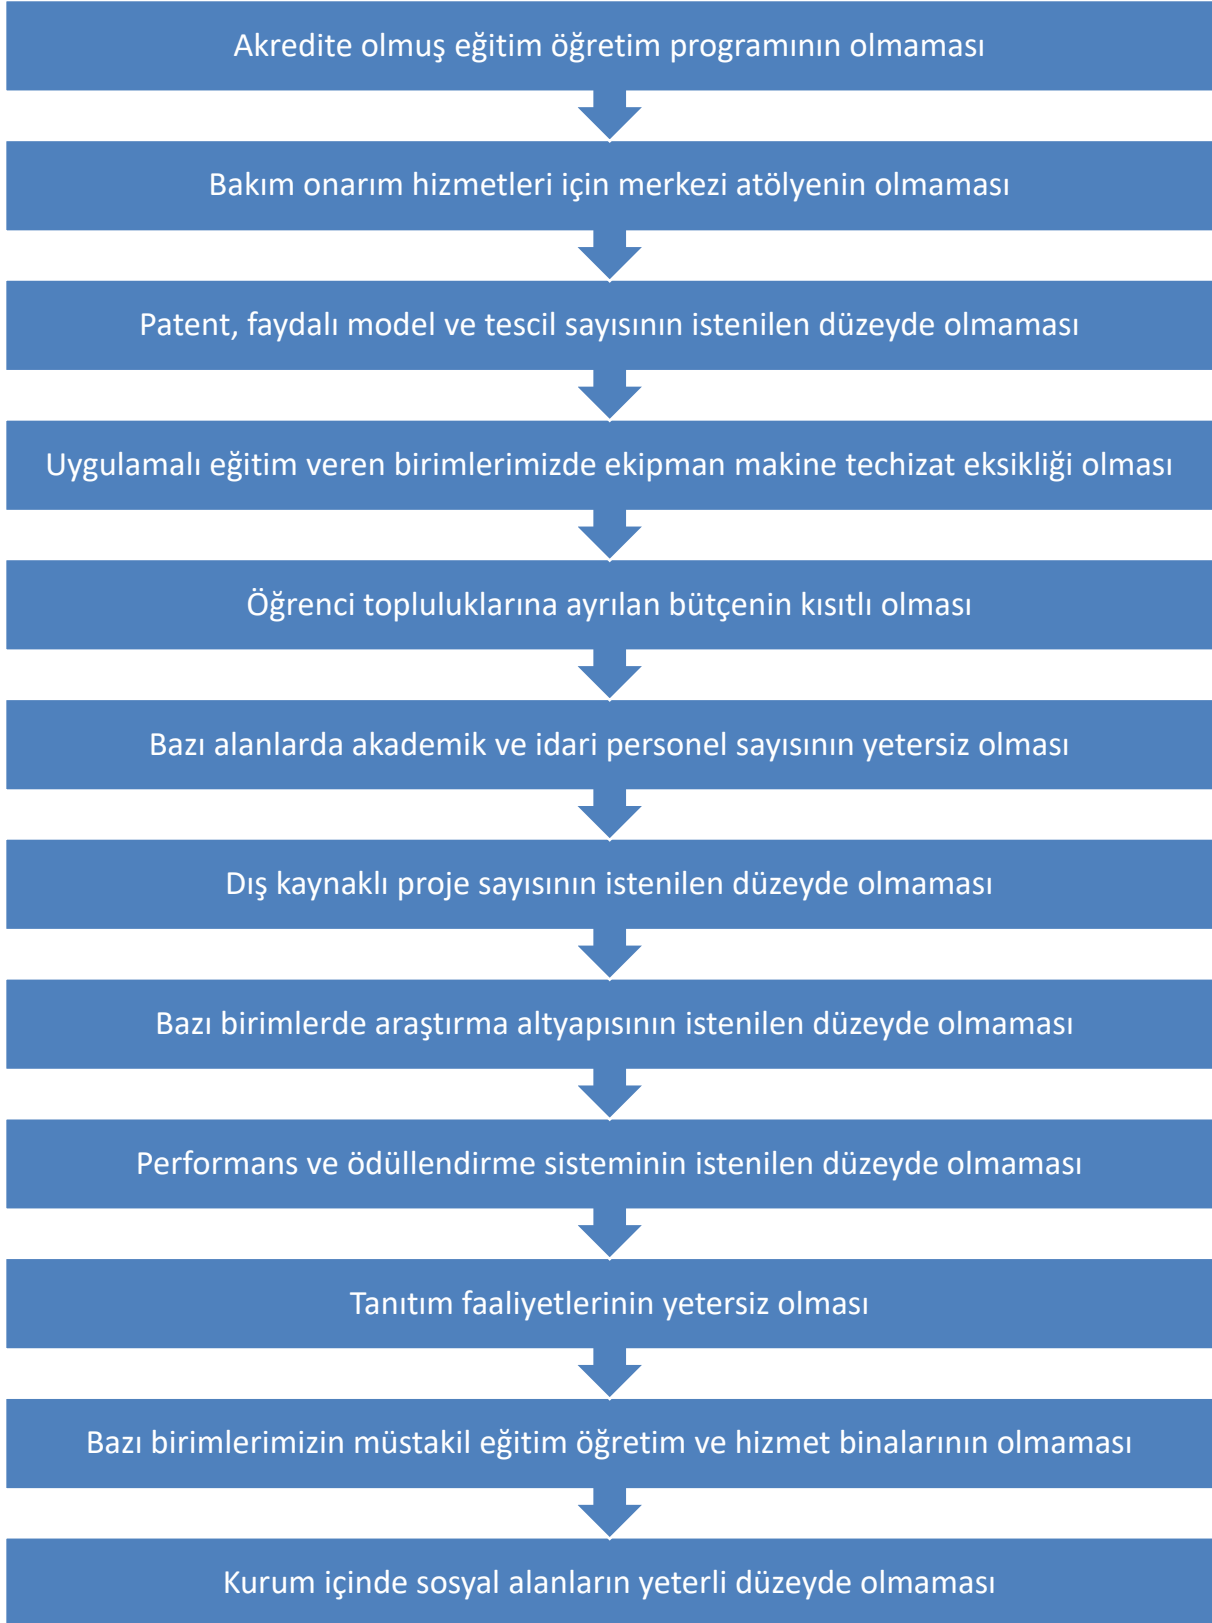 Akredite olmuş eğitim öğretim programının olmaması
Bakım onarım hizmetleri için merkezi atölyenin olmaması
Patent, faydalı model ve tescil sayısının istenilen düzeyde olmaması
Uygulamalı eğitim veren birimlerimizde ekipman makine techizat eksikliği olması
Öğrenci topluluklarına ayrılan bütçenin kısıtlı olması
Bazı alanlarda akademik ve idari personel sayısının yetersiz olması
Dış kaynaklı proje sayısının istenilen düzeyde olmaması
Bazı birimlerde araştırma altyapısının istenilen düzeyde olmaması
Performans ve ödüllendirme sisteminin istenilen düzeyde olmaması
Tanıtım faaliyetlerinin yetersiz olması
Bazı birimlerimizin müstakil eğitim öğretim ve hizmet binalarının olmaması
Kurum içinde sosyal alanların yeterli düzeyde olmaması